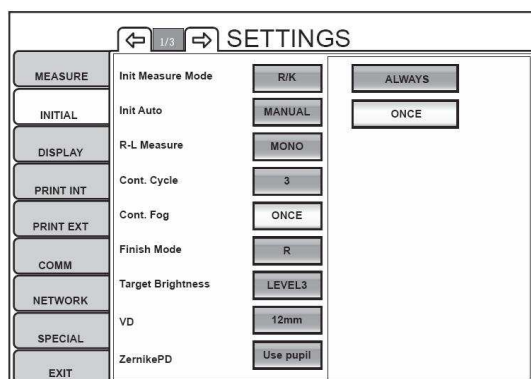 1/3 SETTINGS
MEASURE
INITIAL
DISPLAY
PRINT INT
PRINT EXT
COMM
NETWORK
SPECIAL
EXIT
Init Measure Mode R/K
Init Auto MANUAL
R-L Measure MONO
Cont. Cycle 3
Cont. Fog ONCE
Finish Mode R
Target Brightness LEVEL3
VD 12mm
ZernikePD Use pupil
ALWAYS
ONCE